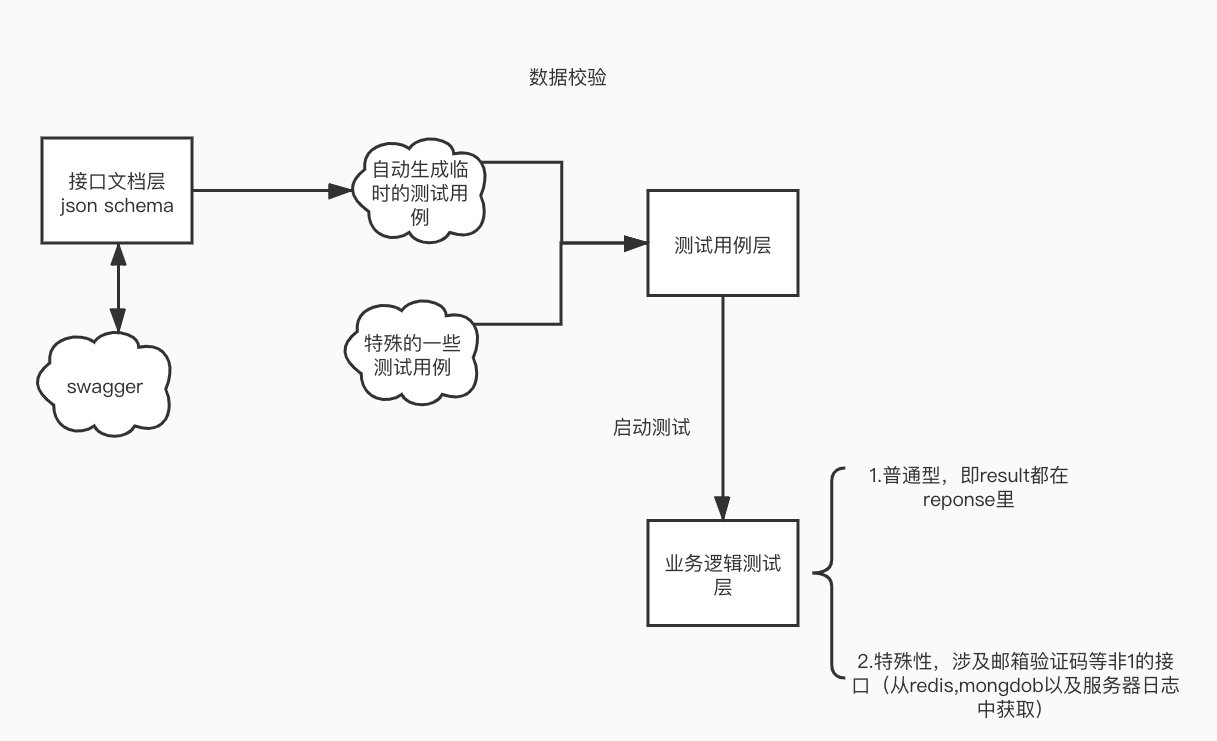 数据校验
接口文档层
json schema
自动生成临
时的测试用
例
测试用例层
特殊的一些
测试用例
swagger
启动测试
1.普通型，即result都在
reponse里
业务逻辑测试
层
2.特殊性，涉及邮箱验证码等非1的接
口（从redis,mongdob以及服务器日志
中获取）